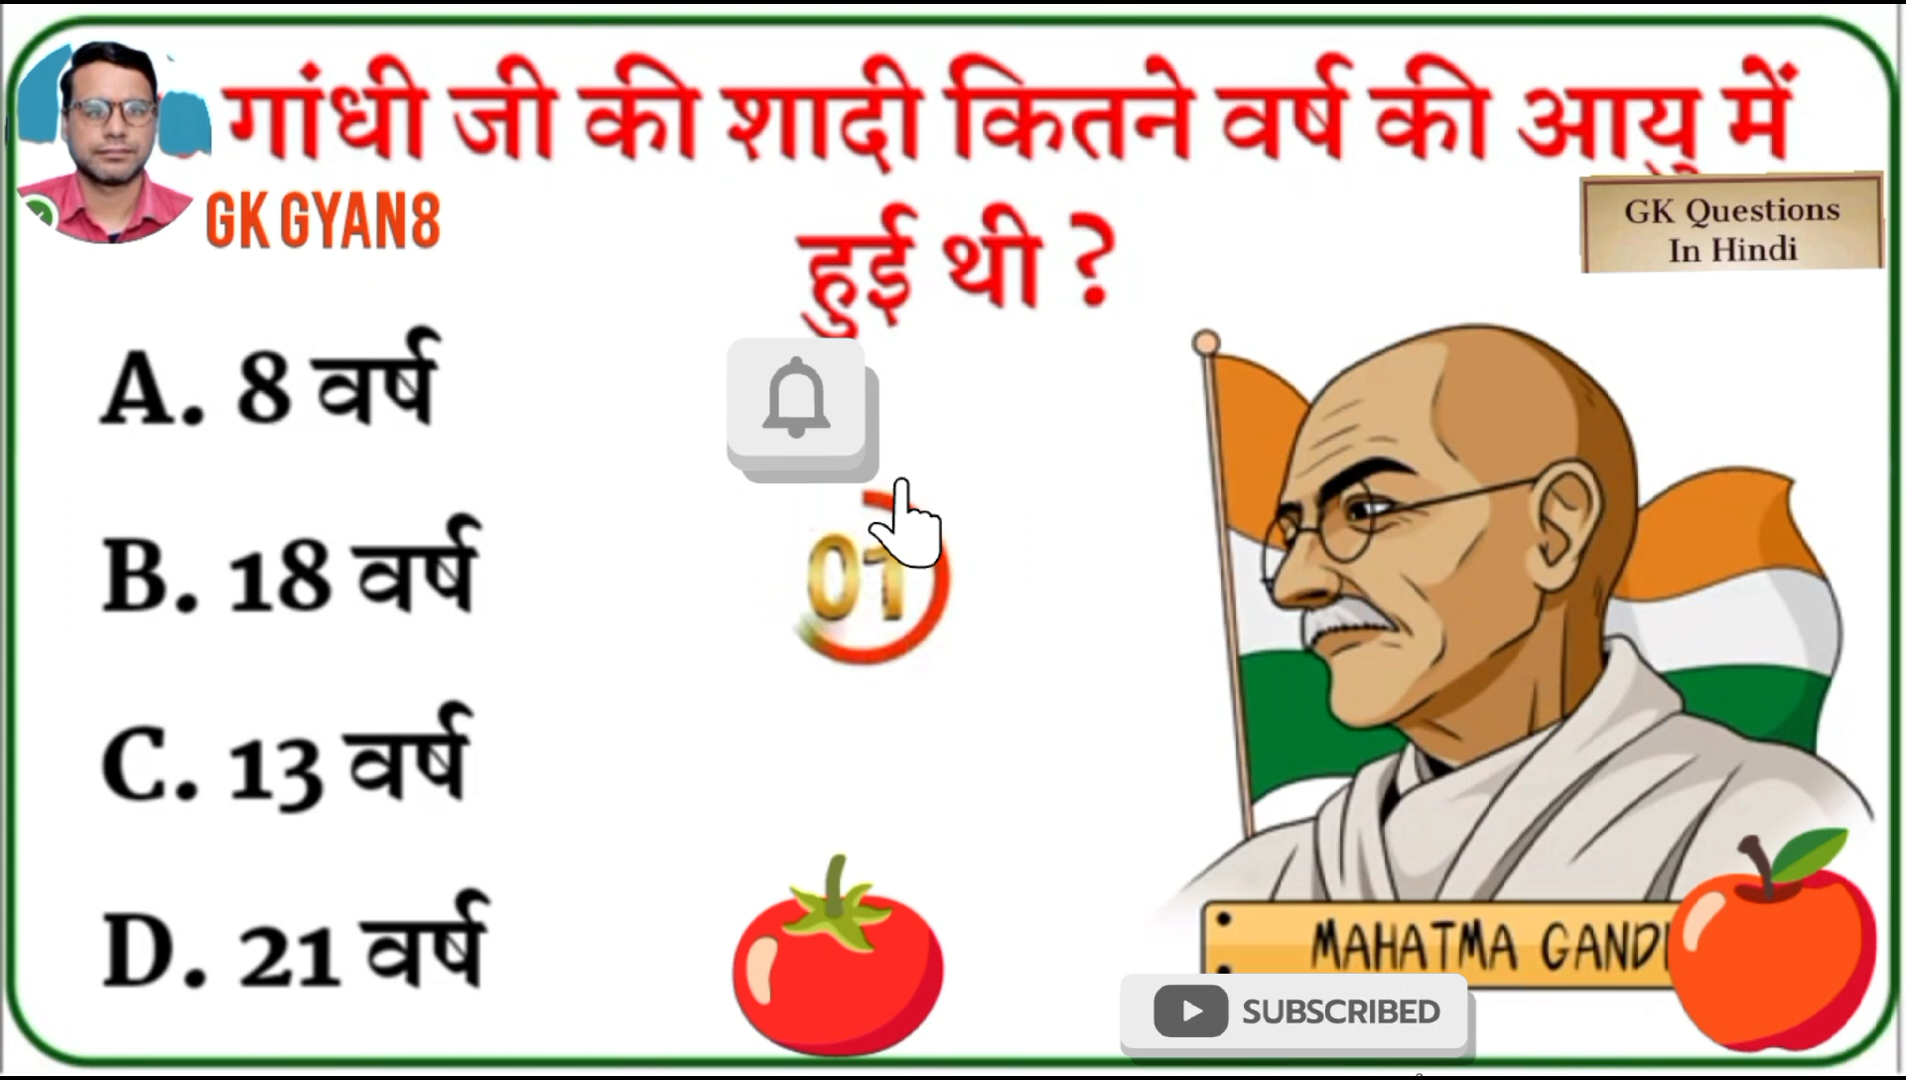 गांधी जी की शादी कितने वर्ष की आयु में
हुई थी ?
GK GYAN8
GK Questions
In Hindi
A. 8 वर्ष
B. 18 वर्ष
01
C. 13 वर्ष
D. 21 वर्ष
MAHATMA
SUBSCRIBED